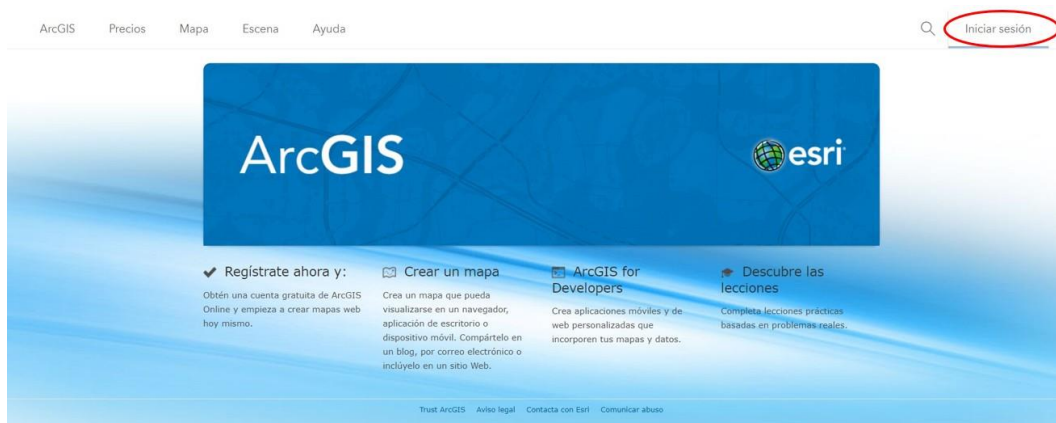 ArcGIS Precios Mapa Escena Ayuda Iniciar sesión
ArcGIS
esri
Regístrate ahora y:
Obtén una cuenta gratuita de ArcGIS
Online y empieza a crear mapas web
hoy mismo.
Crear un mapa
Crea un mapa que pueda
visualizarse en un navegador,
aplicación de escritorio o
dispositivo móvil. Compártelo en
un blog, por correo electrónico o
inclúyelo en un sitio Web.
ArcGIS for
Developers
Crea aplicaciones móviles y de
web personalizadas que
incorporen tus mapas y datos.
Descubre las
lecciones
Completa lecciones prácticas
basadas en problemas reales.
Trust ArcGIS Aviso legal Contacta con Esri Comunicar abuso